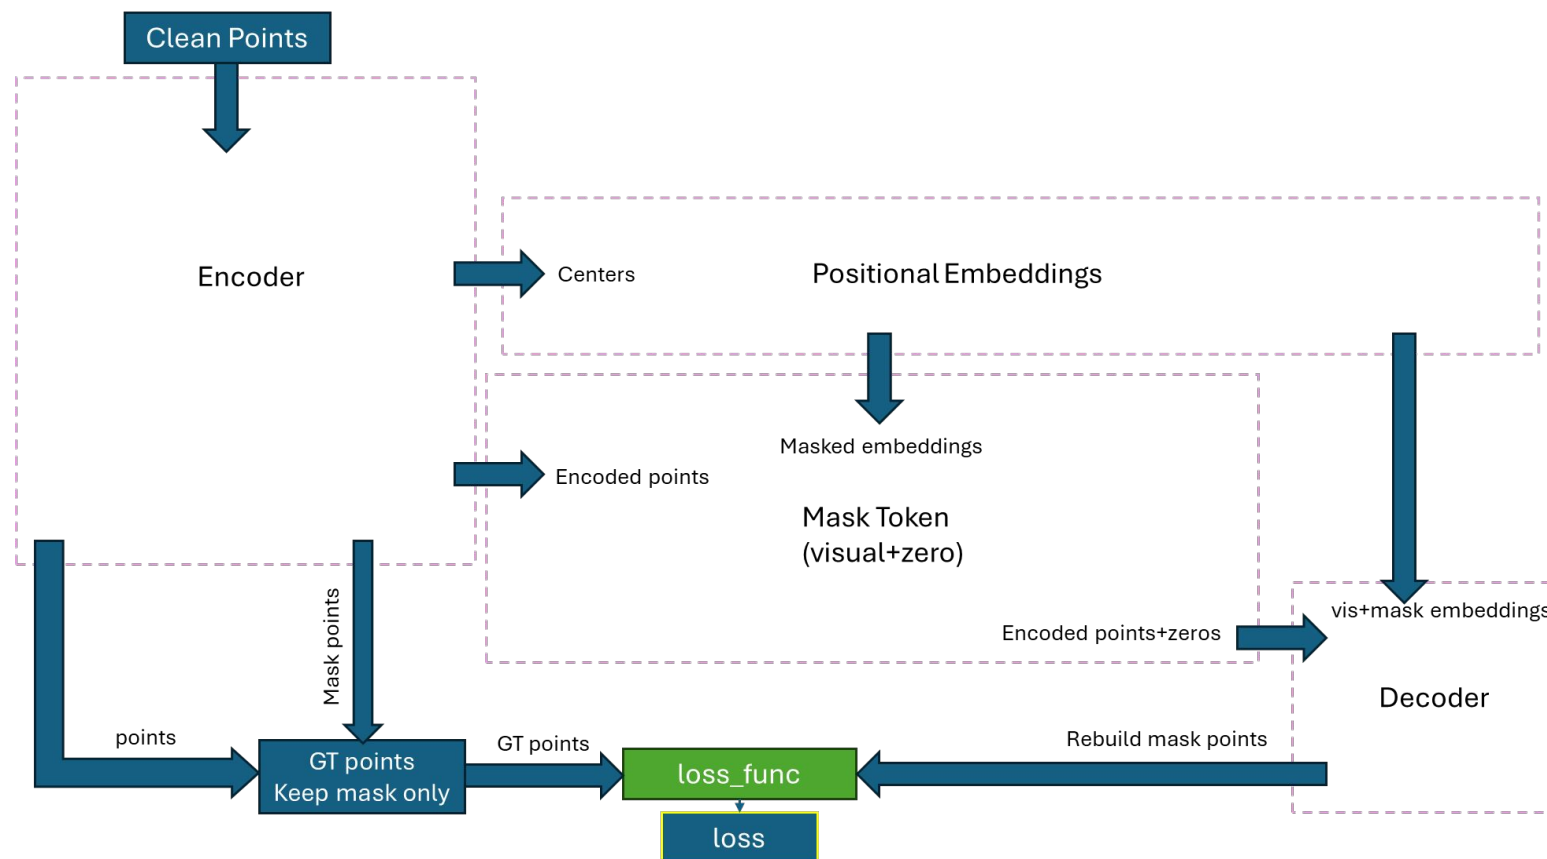 Clean Points
Encoder
Centers
Positional Embeddings
Masked embeddings
Encoded points
Mask Token
(visual+zero)
Encoded points+zeros
vis+mask embeddings
Decoder
Mask points
points
GT points
Keep mask only
GT points
loss_func
Rebuild mask points
loss